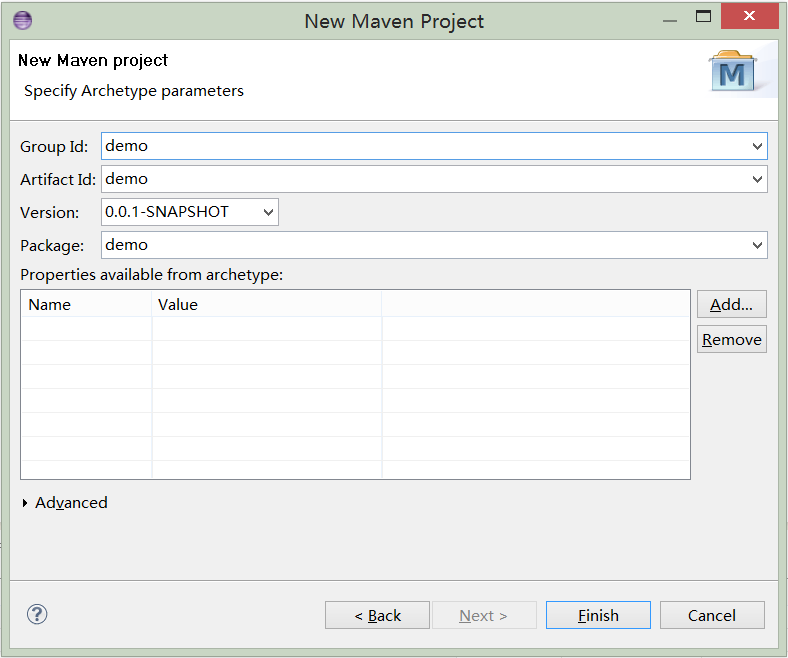 New Maven Project
New Maven project
Specify Archetype parameters
Group Id: demo
Artifact Id: demo
Version: 0.0.1-SNAPSHOT
Package: demo
Properties available from archetype:
Name Value
Add...
Remove
Advanced
< Back Next > Finish Cancel